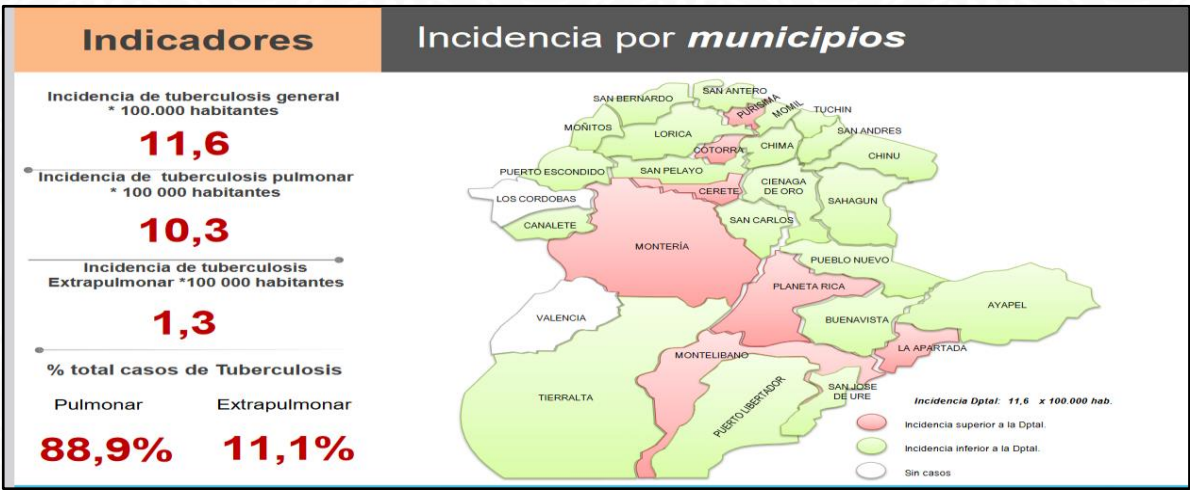 Indicadores
Incidencia por municipios
Incidencia de tuberculosis general
* 100.000 habitantes
11,6
Incidencia de tuberculosis pulmonar
* 100 000 habitantes
10,3
Incidencia de tuberculosis
Extrapulmonar *100 000 habitantes
1,3
% total casos de Tuberculosis
Pulmonar
Extrapulmonar
88,9%
11,1%
SAN ANTERO
SAN BERNARDO
PURISIMA
MOMIL
TUCHIN
MOÑITOS
LORICA
SAN ANDRES
COTORRA
CHIMA
CHINU
PUERTO ESCONDIDO
SAN PELAYO
CERETE
CIENAGA
DE ORO
LOS CORDOBAS
SAHAGUN
CANALETE
SAN CARLOS
MONTERÍA
PUEBLO NUEVO
PLANETA RICA
AYAPEL
VALENCIA
BUENAVISTA
LA APARTADA
MONTELIBANO
TIERRALTA
PUERTO LIBERTADOR
SAN JOSE
DE URE
Incidencia Dptal: 11,6 x 100.000 hab.
Incidencia superior a la Dptal.
Incidencia inferior a la Dptal.
Sin casos